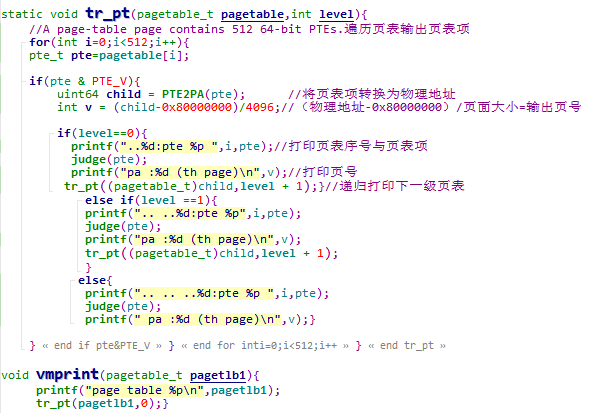 static void tr_pt(pagetable_t pagetable,int level){
//A page-table page contains 512 64-bit PTEs.遍历页表输出页表项
for(int i=0;i<512;i++){
pte_t pte=pagetable[i];
if(pte & PTE_V){
uint64 child = PTE2PA(pte); //将页表项转换为物理地址
int v = (child-0x80000000)/4096;//（物理地址-0x80000000）/页面大小=输出页号
if(level==0){
printf("..%d:pte %p ",i,pte);//打印页表序号与页表项
judge(pte);
printf("pa :%d (th page)\n",v);//打印页号
tr_pt((pagetable_t)child,level + 1);}//递归打印下一级页表
else if(level ==1){
printf(".. ..%d:pte %p",i,pte);
judge(pte);
printf("pa :%d (th page)\n",v);
tr_pt((pagetable_t)child,level + 1);
}
else{
printf(".. .. ..%d:pte %p ",i,pte);
judge(pte);
printf(" pa :%d (th page)\n",v);}
} « end if pte&PTE_V » } « end for inti=0;i<512;i++ » } « end tr_pt »
void vmprint(pagetable_t pagetlb1){
printf("page table %p\n",pagetlb1);
tr_pt(pagetlb1,0);}